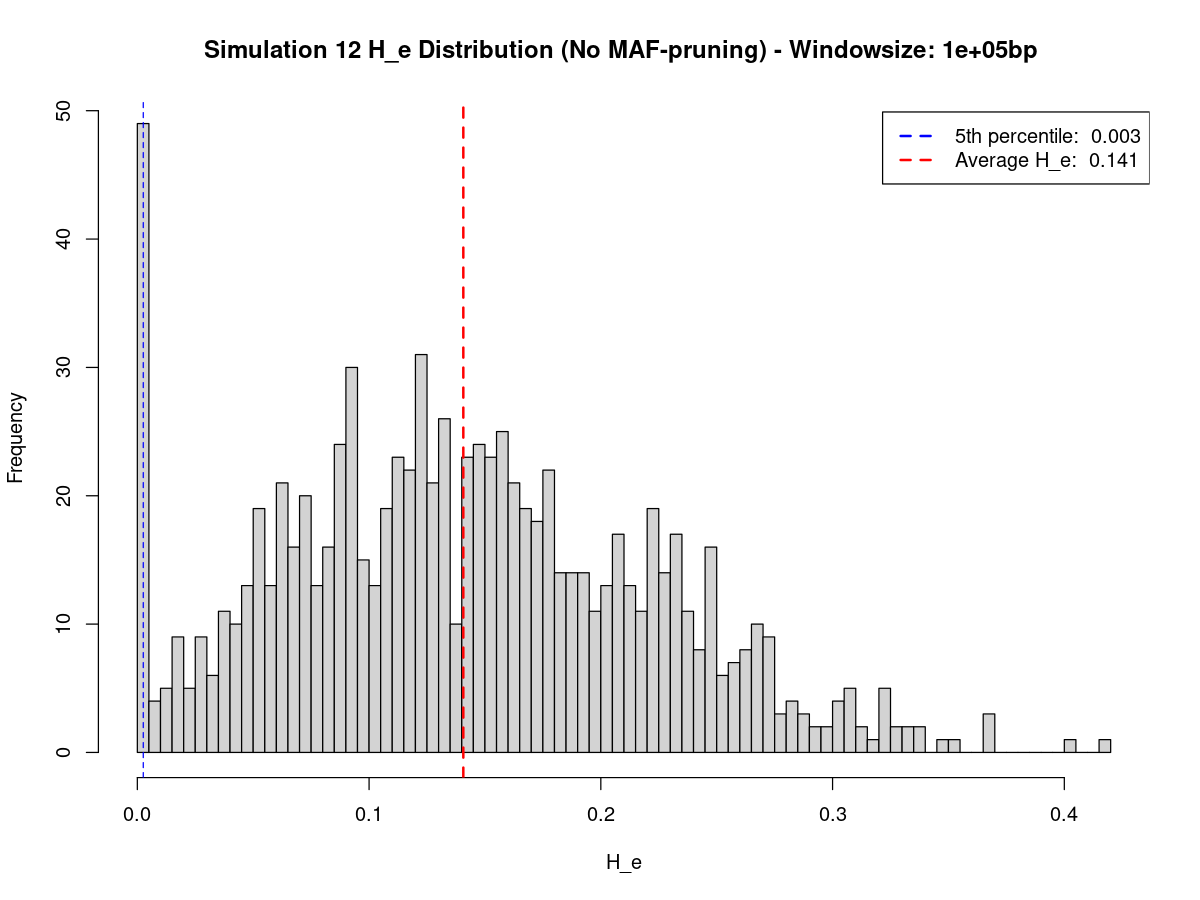 Simulation 12 H_e Distribution (No MAF-pruning) - Windowsize: 1e+05bp
5th percentile:  0.003
Average H_e:  0.141
50
40
30
20
10
0
Frequency
0.0 0.1 0.2 0.3 0.4
H_e